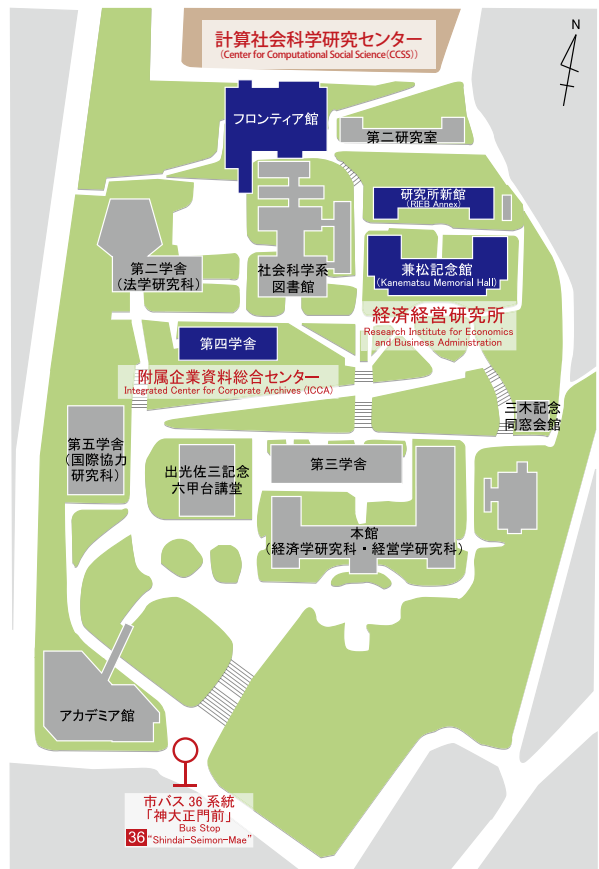 計算社会科学研究センター
(Center for Computational Social Science(CCSS))
N
フロンティア館
第二研究室
研究所新館
(RIEB Annex)
第二学舎
(法学研究科)
社会科学系
図書館
兼松記念館
(Kanematsu Memorial Hall)
経済経営研究所
Research Institute for Economics
and Business Administration
第四学舎
附属企業資料総合センター
Integrated Center for Corporate Archives (ICCA)
三木記念
同窓会館
第五学舎
(国際協力
研究科)
出光佐三記念
六甲台講堂
第三学舎
本館
(経済学研究科・経営学研究科)
アカデミア館
市バス 36 系統
「神大正門前」
Bus Stop
36 "Shindai-Seimon-Mae"